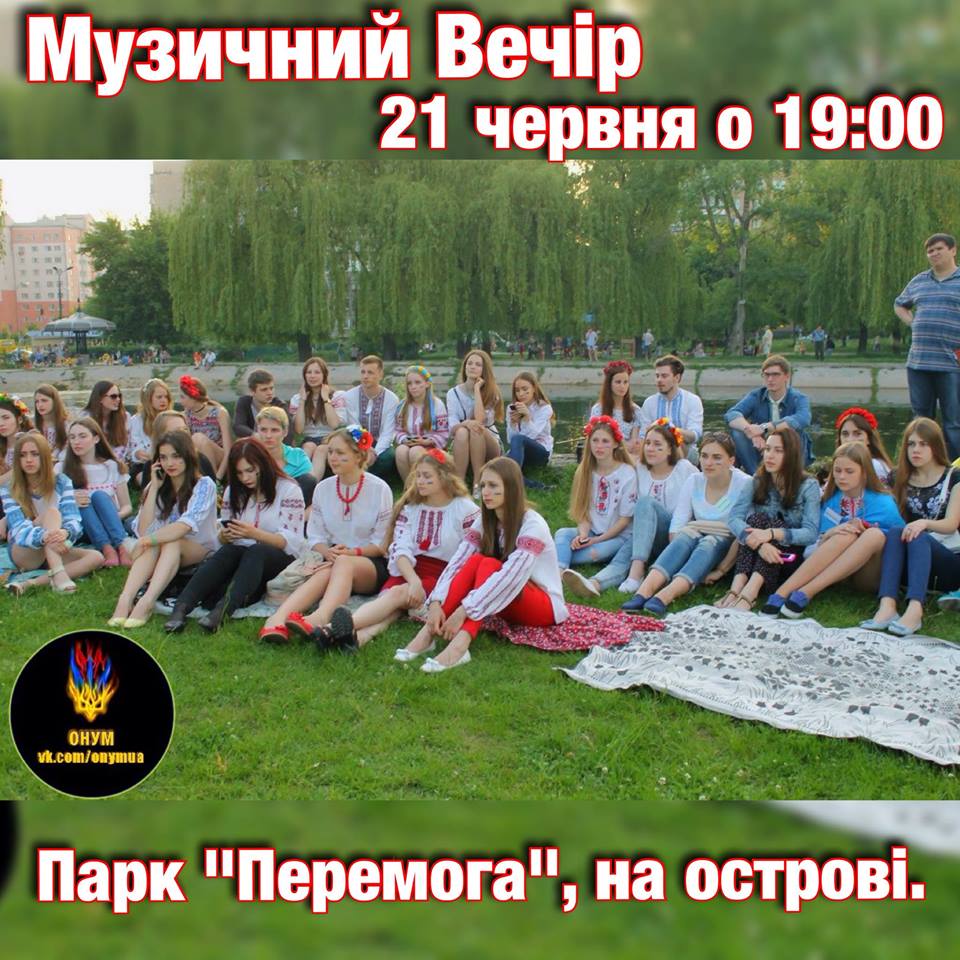 Музичний Вечір
21 червня о 19:00
ОНУМ
vk.com/onymua
Парк "Перемога", на острові.